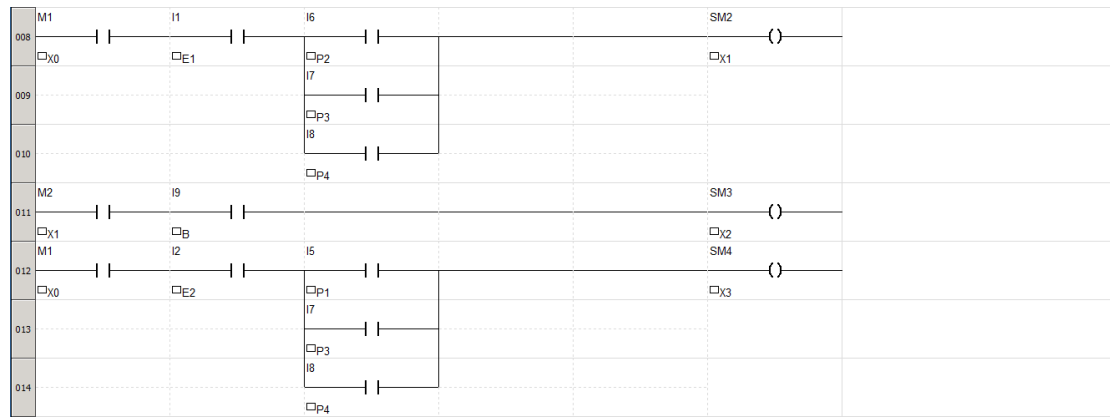 M1 I1 I6 SM2
008
X0 E1 P2 X1
I7
009
P3
I8
010
P4
M2 I9 SM3
011
X1 B X2
M1 I2 I5 SM4
012
X0 E2 P1 X3
I7
013
P3
I8
014
P4